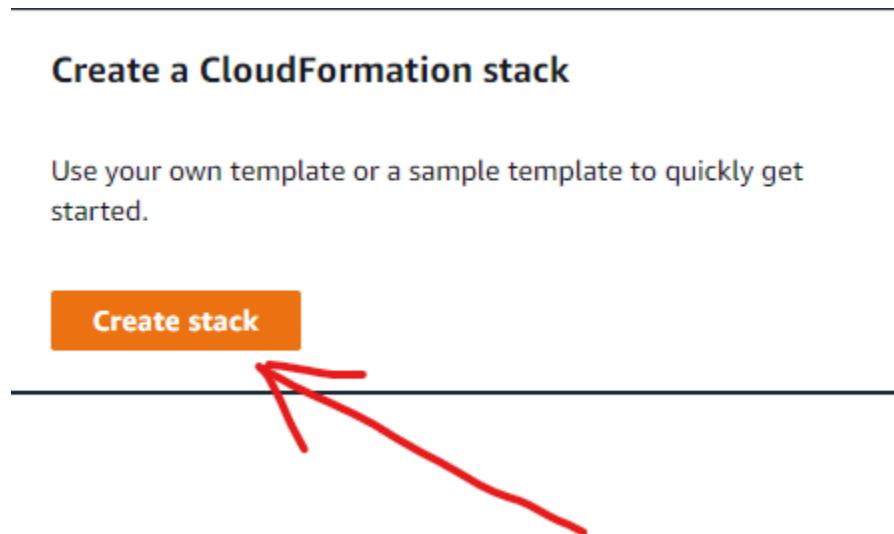 Create a CloudFormation stack
Use your own template or a sample template to quickly get
started.
Create stack